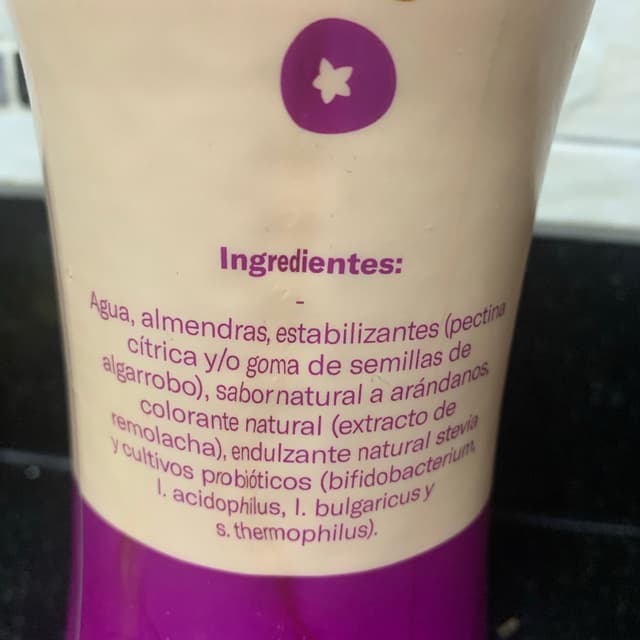 Ingredientes:
-
Agua, almendras, estabilizantes (pectina
cítrica y/o goma de semillas de
algarrobo), sabor natural a arándanos,
colorante natural (extracto de
remolacha), endulzante natural stevia
y cultivos probióticos (bifidobacterium,
l. acidophilus, l. bulgaricus y
s. thermophilus).